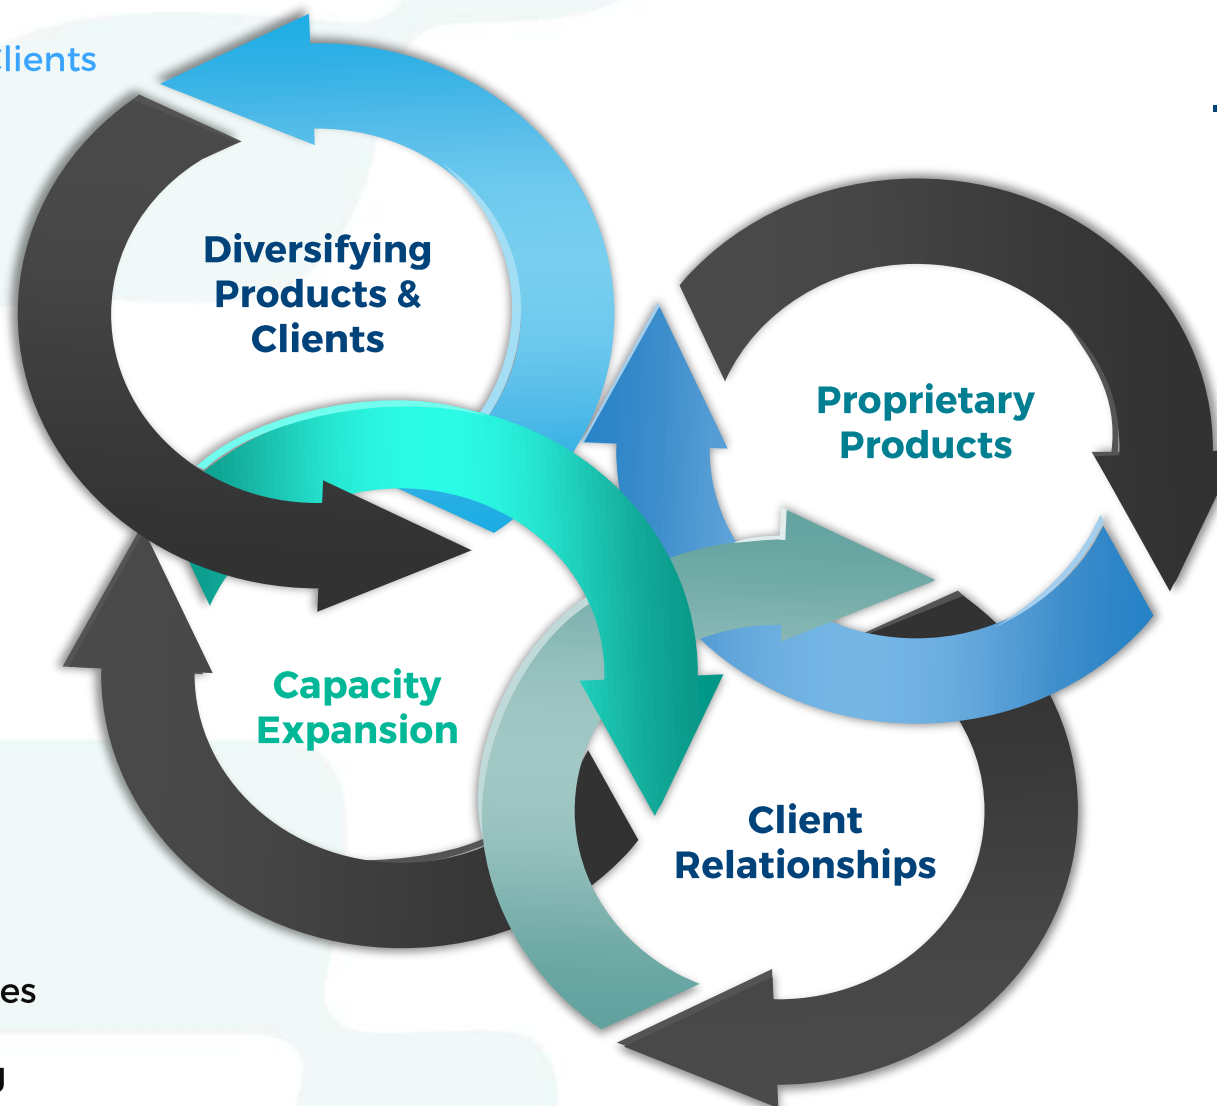 Clients
Diversifying
Products &
Clients
Proprietary
Products
Capacity
Expansion
Client
Relationships
es
g